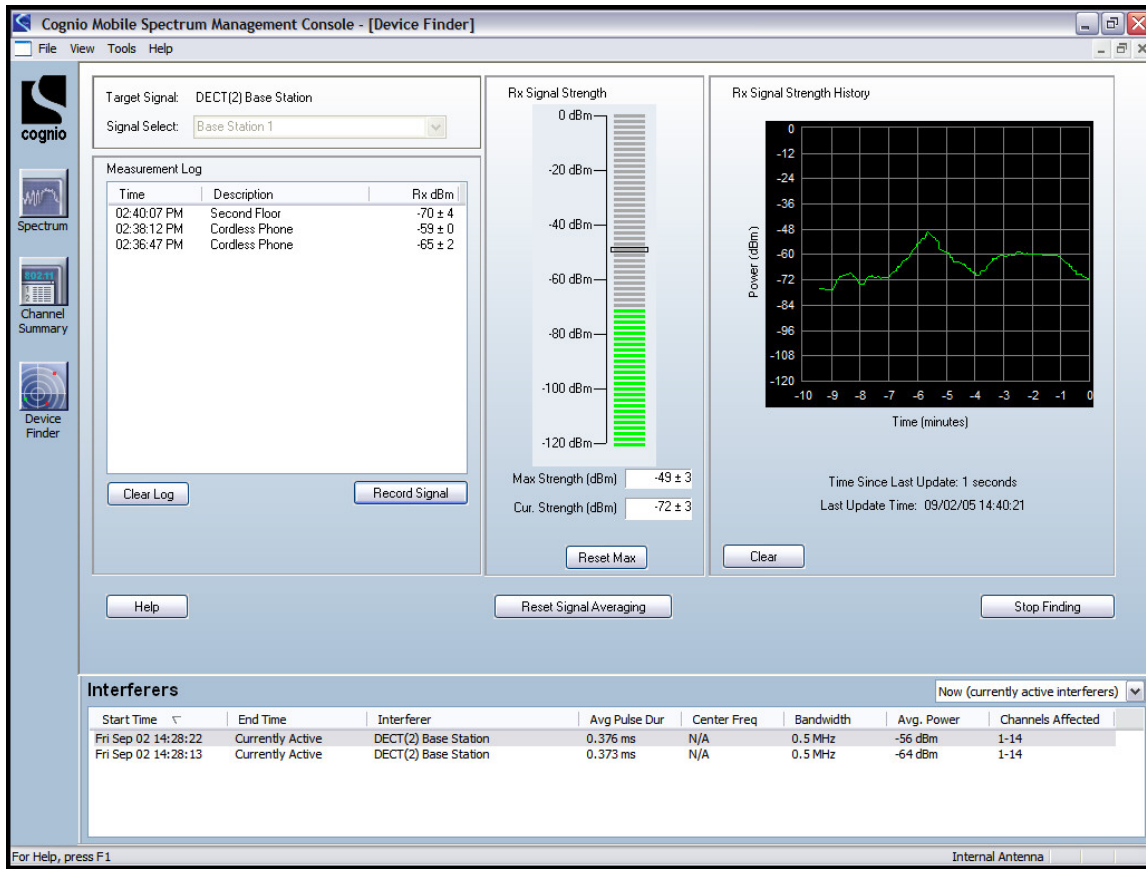 Cognio Mobile Spectrum Management Console - [Device Finder]
File View Tools Help
cognio
Spectrum
802.11
1
2
Channel
Summary
Device
Finder
Target Signal: DECT(2) Base Station
Signal Select: Base Station 1
Measurement Log
Time Description Rx dBm
02:40:07 PM Second Floor -70 ± 4
02:38:12 PM Cordless Phone -59 ± 0
02:36:47 PM Cordless Phone -65 ± 2
Clear Log Record Signal
Rx Signal Strength
0 dBm
-20 dBm
-40 dBm
-60 dBm
-80 dBm
-100 dBm
-120 dBm
Max Strength (dBm) -49 ± 3
Cur. Strength (dBm) -72 ± 3
Reset Max
Rx Signal Strength History
Power (dBm)
0
-12
-24
-36
-48
-60
-72
-84
-96
-108
-120
-10 -9 -8 -7 -6 -5 -4 -3 -2 -1 0
Time (minutes)
Time Since Last Update: 1 seconds
Last Update Time: 09/02/05 14:40:21
Clear
Help Reset Signal Averaging Stop Finding
Interferers Now (currently active interferers)
Start Time End Time Interferer Avg Pulse Dur Center Freq Bandwidth Avg. Power Channels Affected
Fri Sep 02 14:28:22 Currently Active DECT(2) Base Station 0.376 ms N/A 0.5 MHz -56 dBm 1-14
Fri Sep 02 14:28:13 Currently Active DECT(2) Base Station 0.373 ms N/A 0.5 MHz -64 dBm 1-14
For Help, press F1 Internal Antenna